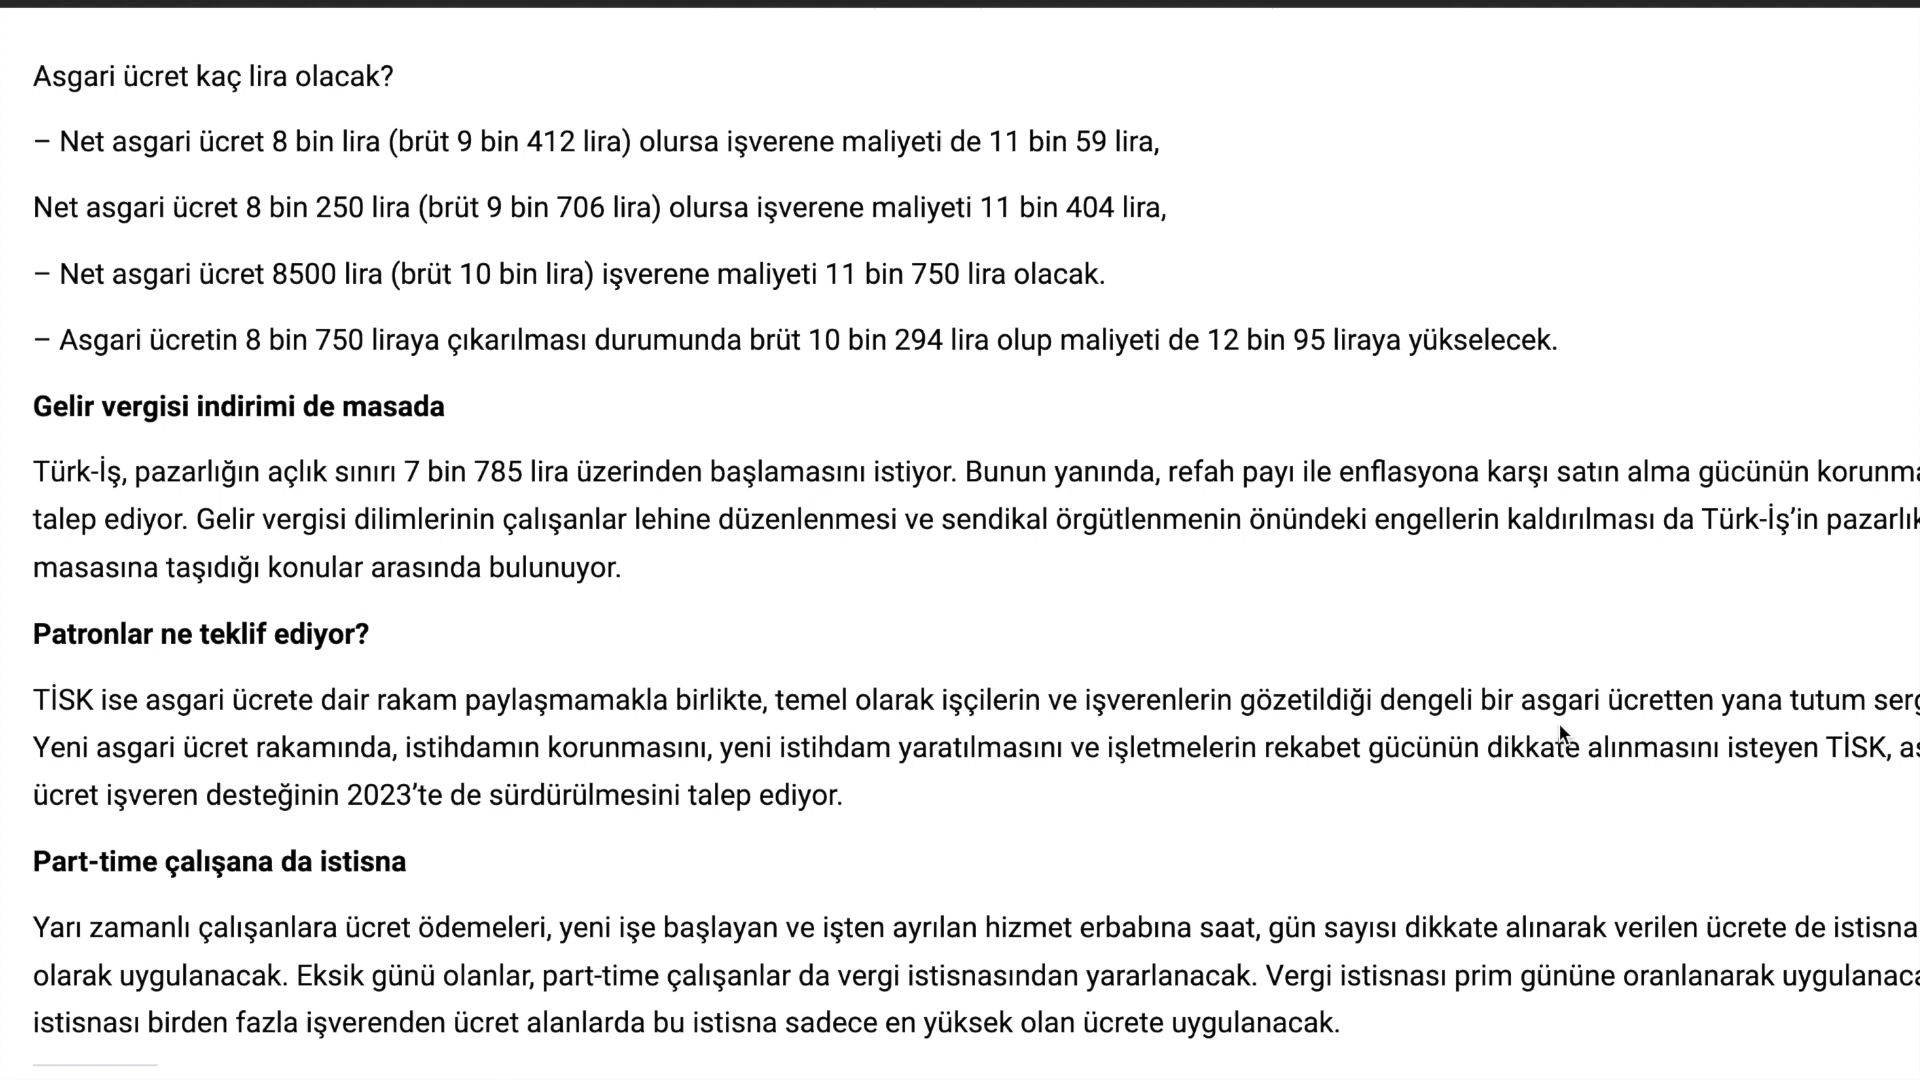 Asgari ücret kaç lira olacak?
– Net asgari ücret 8 bin lira (brüt 9 bin 412 lira) olursa işverene maliyeti de 11 bin 59 lira,
Net asgari ücret 8 bin 250 lira (brüt 9 bin 706 lira) olursa işverene maliyeti 11 bin 404 lira,
– Net asgari ücret 8500 lira (brüt 10 bin lira) işverene maliyeti 11 bin 750 lira olacak.
– Asgari ücretin 8 bin 750 liraya çıkarılması durumunda brüt 10 bin 294 lira olup maliyeti de 12 bin 95 liraya yükselecek.
Gelir vergisi indirimi de masada
Türk-İş, pazarlığın açlık sınırı 7 bin 785 lira üzerinden başlamasını istiyor. Bunun yanında, refah payı ile enflasyona karşı satın alma gücünün
talep ediyor. Gelir vergisi dilimlerinin çalışanlar lehine düzenlenmesi ve sendikal örgütlenmenin önündeki engellerin kaldırılması da Türk-İş’in
masasına taşıdığı konular arasında bulunuyor.
Patronlar ne teklif ediyor?
TİSK ise asgari ücrete dair rakam paylaşmamakla birlikte, temel olarak işçilerin ve işverenlerin gözetildiği dengeli bir asgari ücretten yana tutum
Yeni asgari ücret rakamında, istihdamın korunmasını, yeni istihdam yaratılmasını ve işletmelerin rekabet gücünün dikkate alınmasını isteyen TİSK,
ücret işveren desteğinin 2023’te de sürdürülmesini talep ediyor.
Part-time çalışana da istisna
Yarı zamanlı çalışanlara ücret ödemeleri, yeni işe başlayan ve işten ayrılan hizmet erbabına saat, gün sayısı dikkate alınarak verilen ücrete de istisna
olarak uygulanacak. Eksik günü olanlar, part-time çalışanlar da vergi istisnasından yararlanacak. Vergi istisnası prim gününe oranlanarak
istisnası birden fazla işverenden ücret alanlarda bu istisna sadece en yüksek olan ücrete uygulanacak.